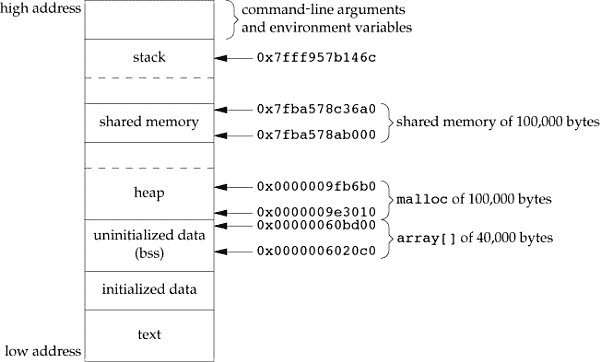 high address
command-line arguments
and environment variables
stack
0x7fff957b146c
shared memory
0x7fba578c36a0
0x7fba578ab000
shared memory of 100,000 bytes
heap
0x0000009fb6b0
0x0000009e3010
malloc of 100,000 bytes
uninitialized data
(bss)
0x00000060bd00
0x0000006020c0
array[] of 40,000 bytes
initialized data
text
low address